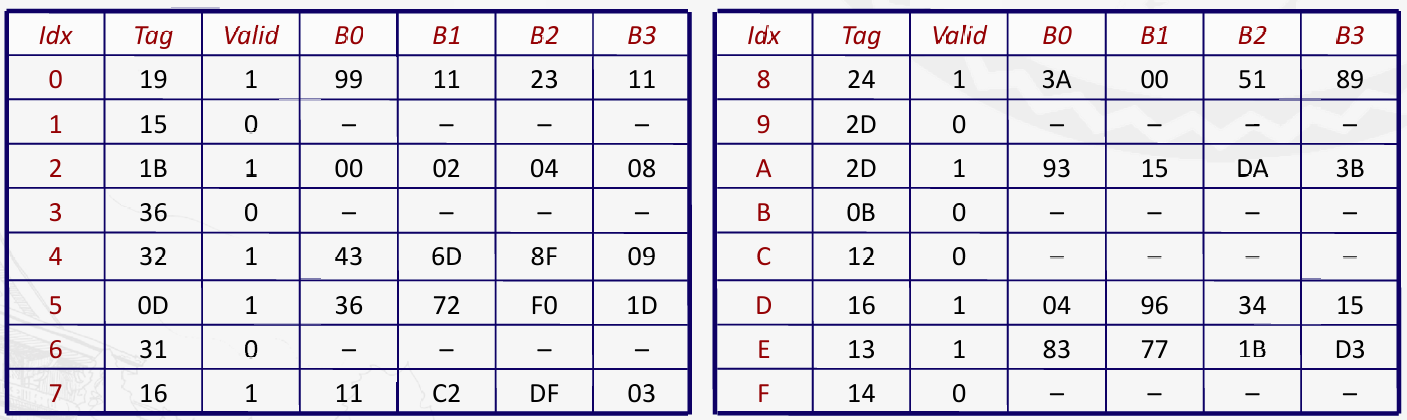 Idx Tag Valid B0 B1 B2 B3
0 19 1 99 11 23 11
1 15 0 – – – –
2 1B 1 00 02 04 08
3 36 0 – – – –
4 32 1 43 6D 8F 09
5 0D 1 36 72 F0 1D
6 31 0 – – – –
7 16 1 11 C2 DF 03
Idx Tag Valid B0 B1 B2 B3
8 24 1 3A 00 51 89
9 2D 0 – – – –
A 2D 1 93 15 DA 3B
B 0B 0 – – – –
C 12 0 – – – –
D 16 1 04 96 34 15
E 13 1 83 77 1B D3
F 14 0 – – – –